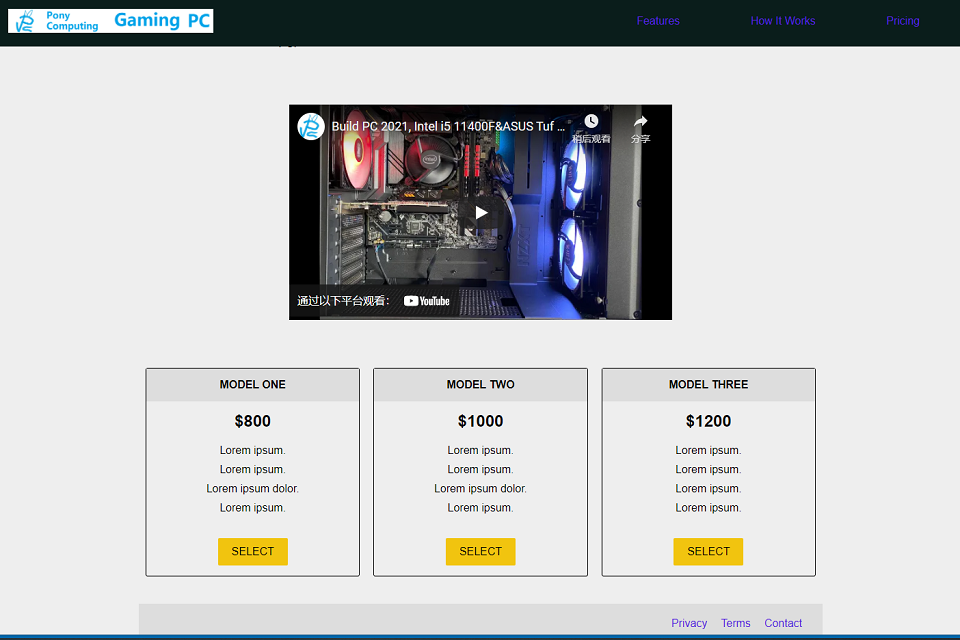 Pony
Computing
Gaming PC
Features
How It Works
Pricing
Build PC 2021, Intel i5 11400F&ASUS Tuf ...
稍后观看
分享
intel
NZXT
通过以下平台观看：
YouTube
MODEL ONE
$800
Lorem ipsum.
Lorem ipsum.
Lorem ipsum dolor.
Lorem ipsum.
SELECT
MODEL TWO
$1000
Lorem ipsum.
Lorem ipsum.
Lorem ipsum dolor.
Lorem ipsum.
SELECT
MODEL THREE
$1200
Lorem ipsum.
Lorem ipsum.
Lorem ipsum.
Lorem ipsum.
SELECT
Privacy
Terms
Contact